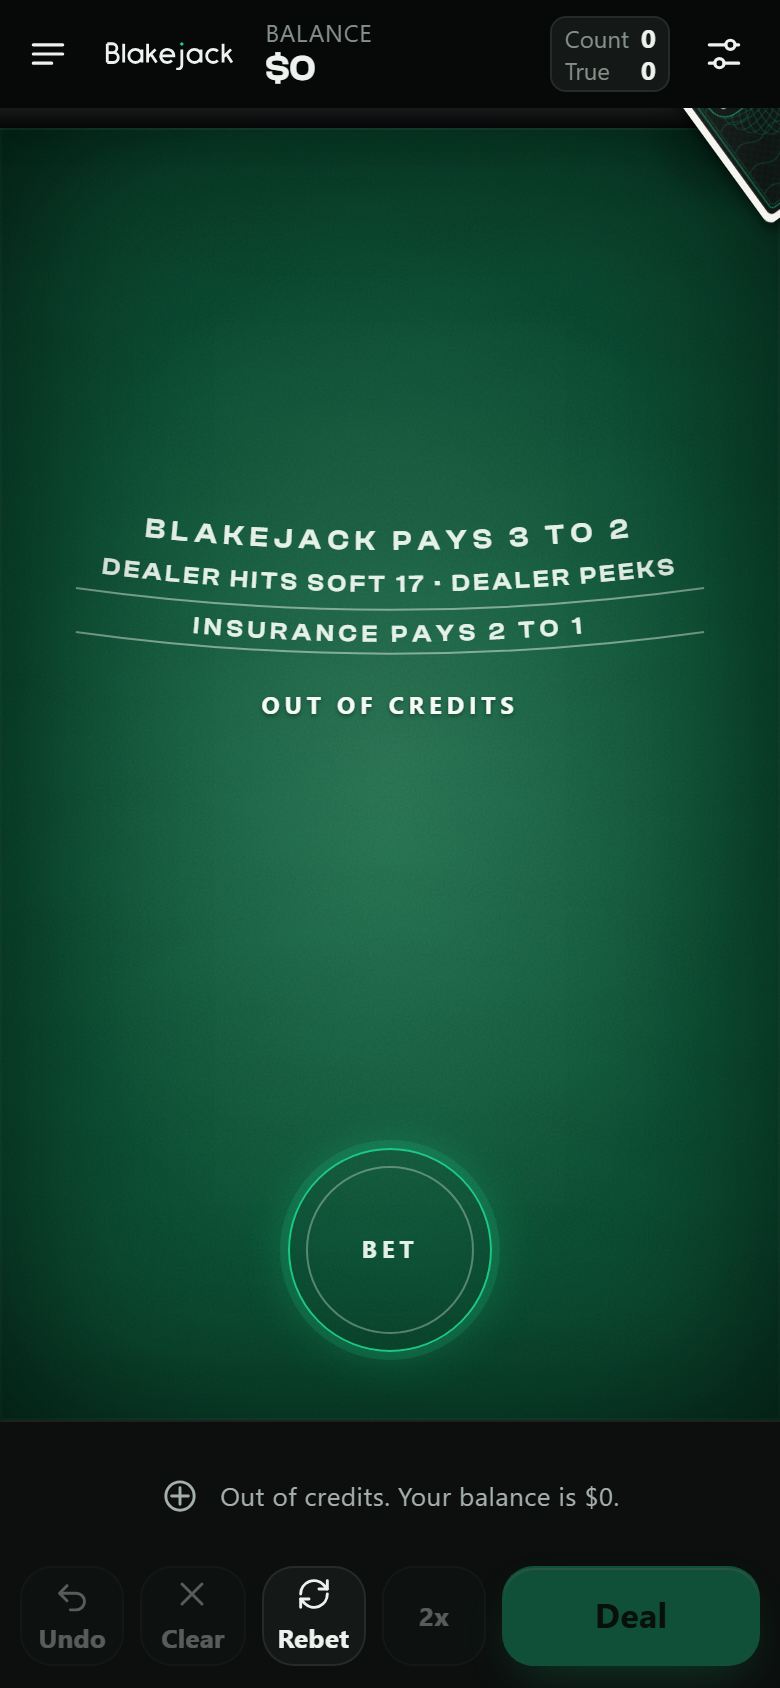 Blakejack
BALANCE
$0
Count 0
True 0
BLAKEJACK PAYS 3 TO 2
DEALER HITS SOFT 17 · DEALER PEEKS
INSURANCE PAYS 2 TO 1
OUT OF CREDITS
BET
Out of credits. Your balance is $0.
Undo
Clear
Rebet
2x
Deal